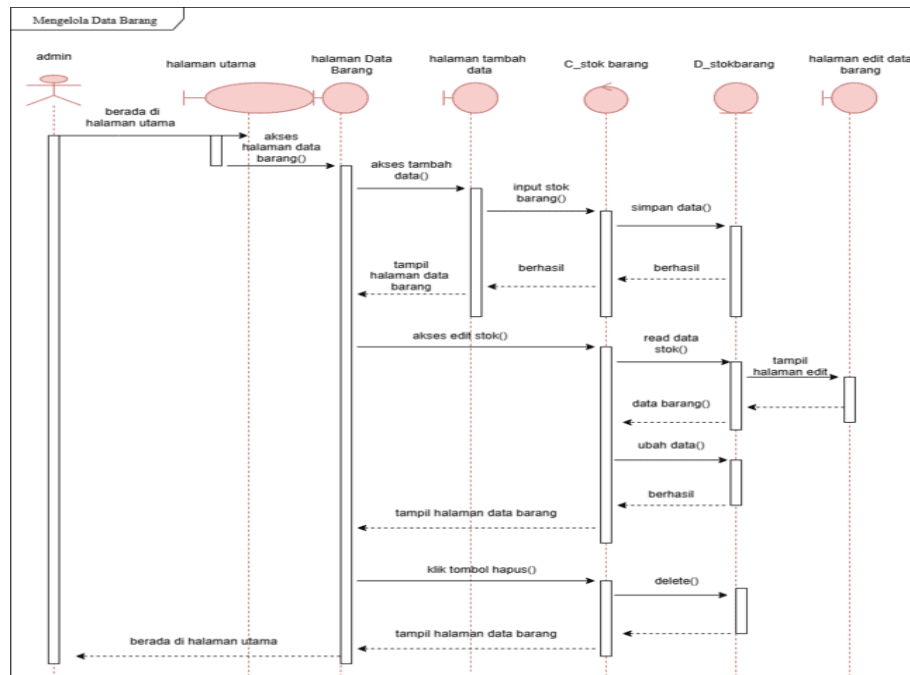 Mengelola Data Barang
admin
halaman utama
halaman Data
Barang
halaman tambah
data
C_stok barang
D_stokbarang
halaman edit data
barang
berada di
halaman utama
akses
halaman data
barang()
akses tambah
data()
input stok
barang()
simpan data()
tampil
halaman data
barang
berhasil
berhasil
akses edit stok()
read data
stok()
tampil
halaman edit
data barang()
ubah data()
berhasil
tampil halaman data barang
klik tombol hapus()
delete()
berada di halaman utama
tampil halaman data barang